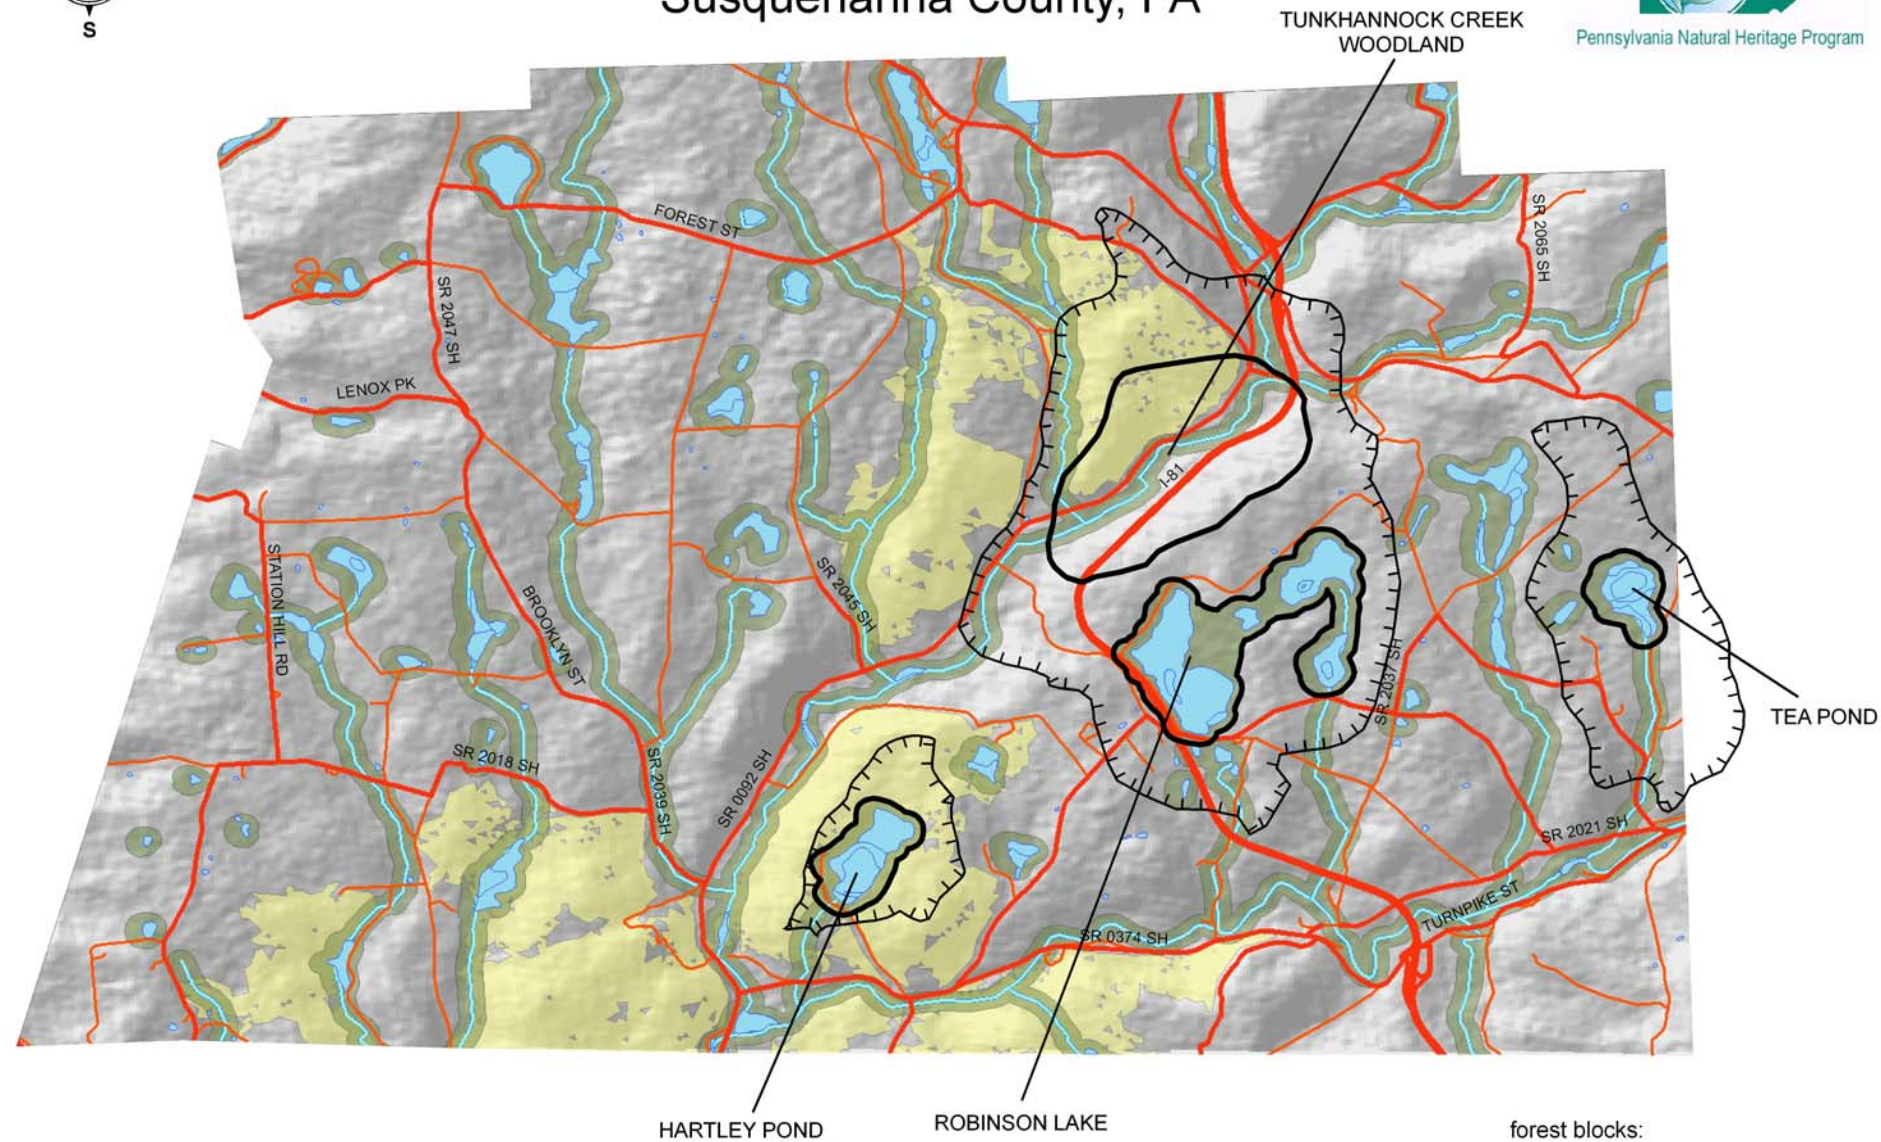 S
Susquehanna County, PA
Pennsylvania Natural Heritage Program
TUNKHANNOCK CREEK
WOODLAND
FOREST ST
SR 2065 SH
SR 2047 SH
LENOX PK
I-81
STATION HILL RD
BROOKLYN ST
SR 2045 SH
SR 2037 SH
TEA POND
SR 2018 SH
SR 2039 SH
SR 0092 SH
SR 2021 SH
TURNPIKE ST
SR 0374 SH
HARTLEY POND
ROBINSON LAKE
forest blocks: